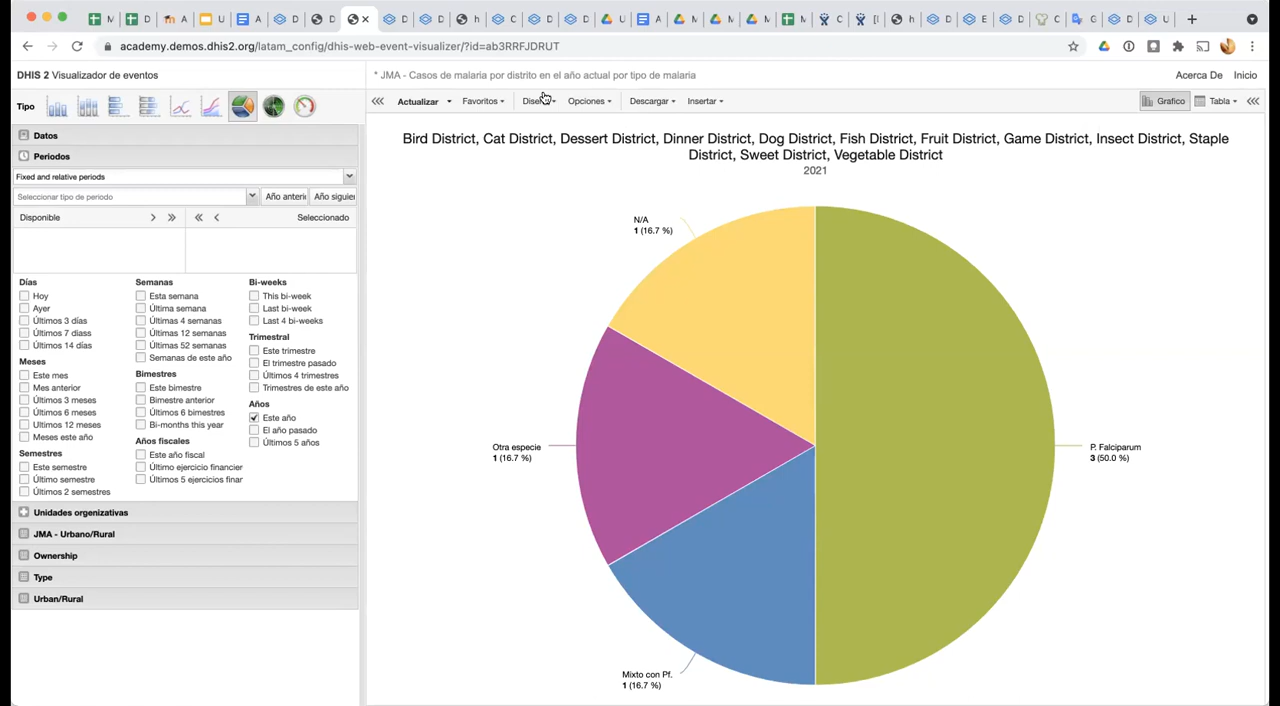 academy.demos.dhis2.org/latam_config/dhis-web-event-visualizer/?id=ab3RRFJDRUT
DHIS 2 Visualizador de eventos
* JMA - Casos de malaria por distrito en el año actual por tipo de malaria
Acerca De
Inicio
Tipo
Actualizar
Favoritos
Opciones
Descargar
Insertar
Grafico
Tabla
Datos
Periodos
Fixed and relative periods
Seleccionar tipo de periodo
Año anteri
Año siguie
Disponible
Seleccionado
Días
Hoy
Ayer
Últimos 3 días
Últimos 7 diass
Últimos 14 días
Meses
Este mes
Mes anterior
Últimos 3 meses
Últimos 6 meses
Ultimos 12 meses
Meses este año
Semestres
Este semestre
Último semestre
Últimos 2 semestres
Semanas
Esta semana
Última semana
Últimas 4 semanas
Últimas 12 semanas
Últimas 52 semanas
Semanas de este año
Bimestres
Este bimestre
Bimestre anterior
Últimos 6 bimestres
Bi-months this year
Años fiscales
Este año fiscal
Último ejercicio financier
Últimos 5 ejercicios finar
Bi-weeks
This bi-week
Last bi-week
Last 4 bi-weeks
Trimestral
Este trimestre
El trimestre pasado
Últimos 4 trimestres
Trimestres de este año
Años
Este año
El año pasado
Últimos 5 años
Unidades organizativas
JMA - Urbano/Rural
Ownership
Type
Urban/Rural
Bird District, Cat District, Dessert District, Dinner District, Dog District, Fish District, Fruit District, Game District, Insect District, Staple
District, Sweet District, Vegetable District
2021
N/A
1 (16.7 %)
Otra especie
1 (16.7 %)
P. Falciparum
3 (50.0 %)
Mixto con Pf.
1 (16.7 %)